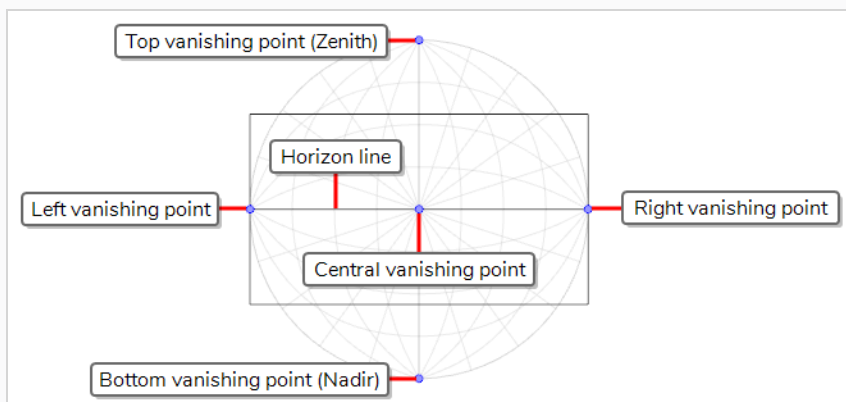 Top vanishing point (Zenith)
Horizon line
Left vanishing point
Right vanishing point
Central vanishing point
Bottom vanishing point (Nadir)